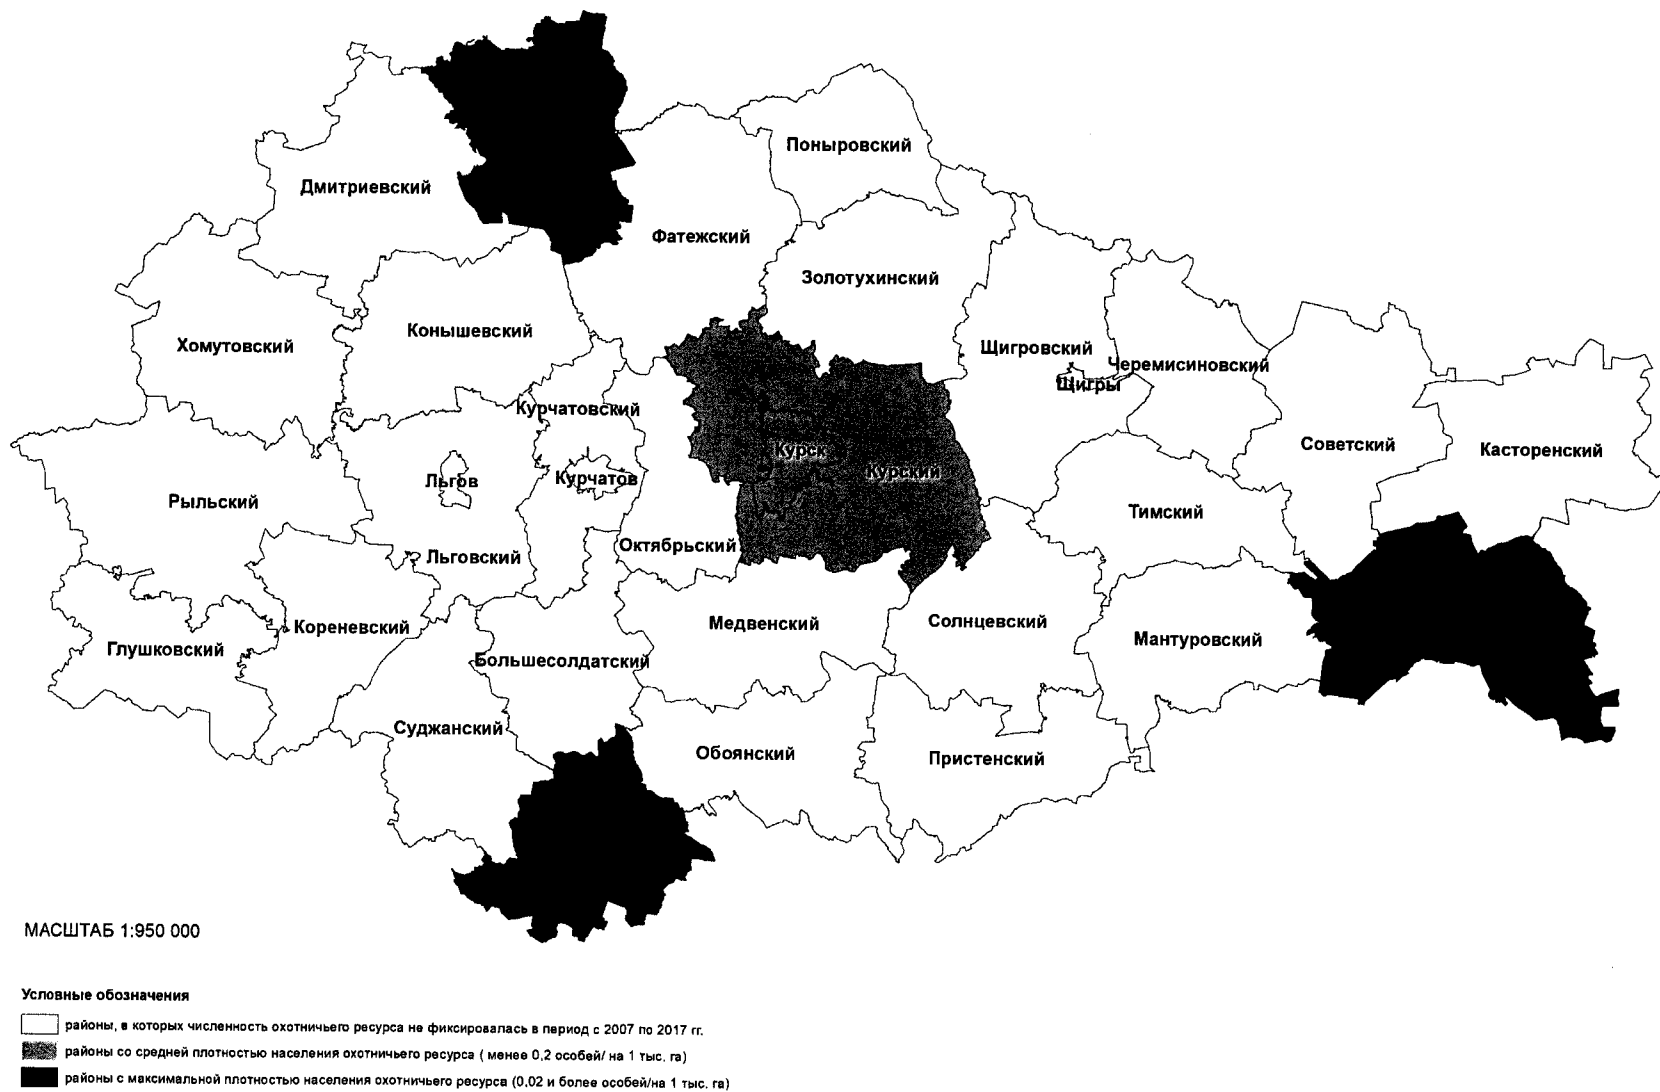 Поныровский
Дмитриевский
Фатежский
Золотухинский
Конышевский
Хомутовский
Щигровский
Черемисиновский
Щигры
Курчатовский
Советский
Касторенский
Курск
Курский
Льгов
Курчатов
Рыльский
Тимский
Октябрьский
Льговский
Медвенский
Солнцевский
Кореневский
Мантуровский
Глушковский
Большесолдатский
Суджанский
Обоянский
Пристенский
МАСШТАБ 1:950 000
Условные обозначения
районы, в которых численность охотничьего ресурса не фиксировалась в период с 2007 по 2017 гг.
районы со средней плотностью населения охотничьего ресурса ( менее 0,2 особей/ на 1 тыс. га)
районы с максимальной плотностью населения охотничьего ресурса (0,02 и более особей/на 1 тыс. га)